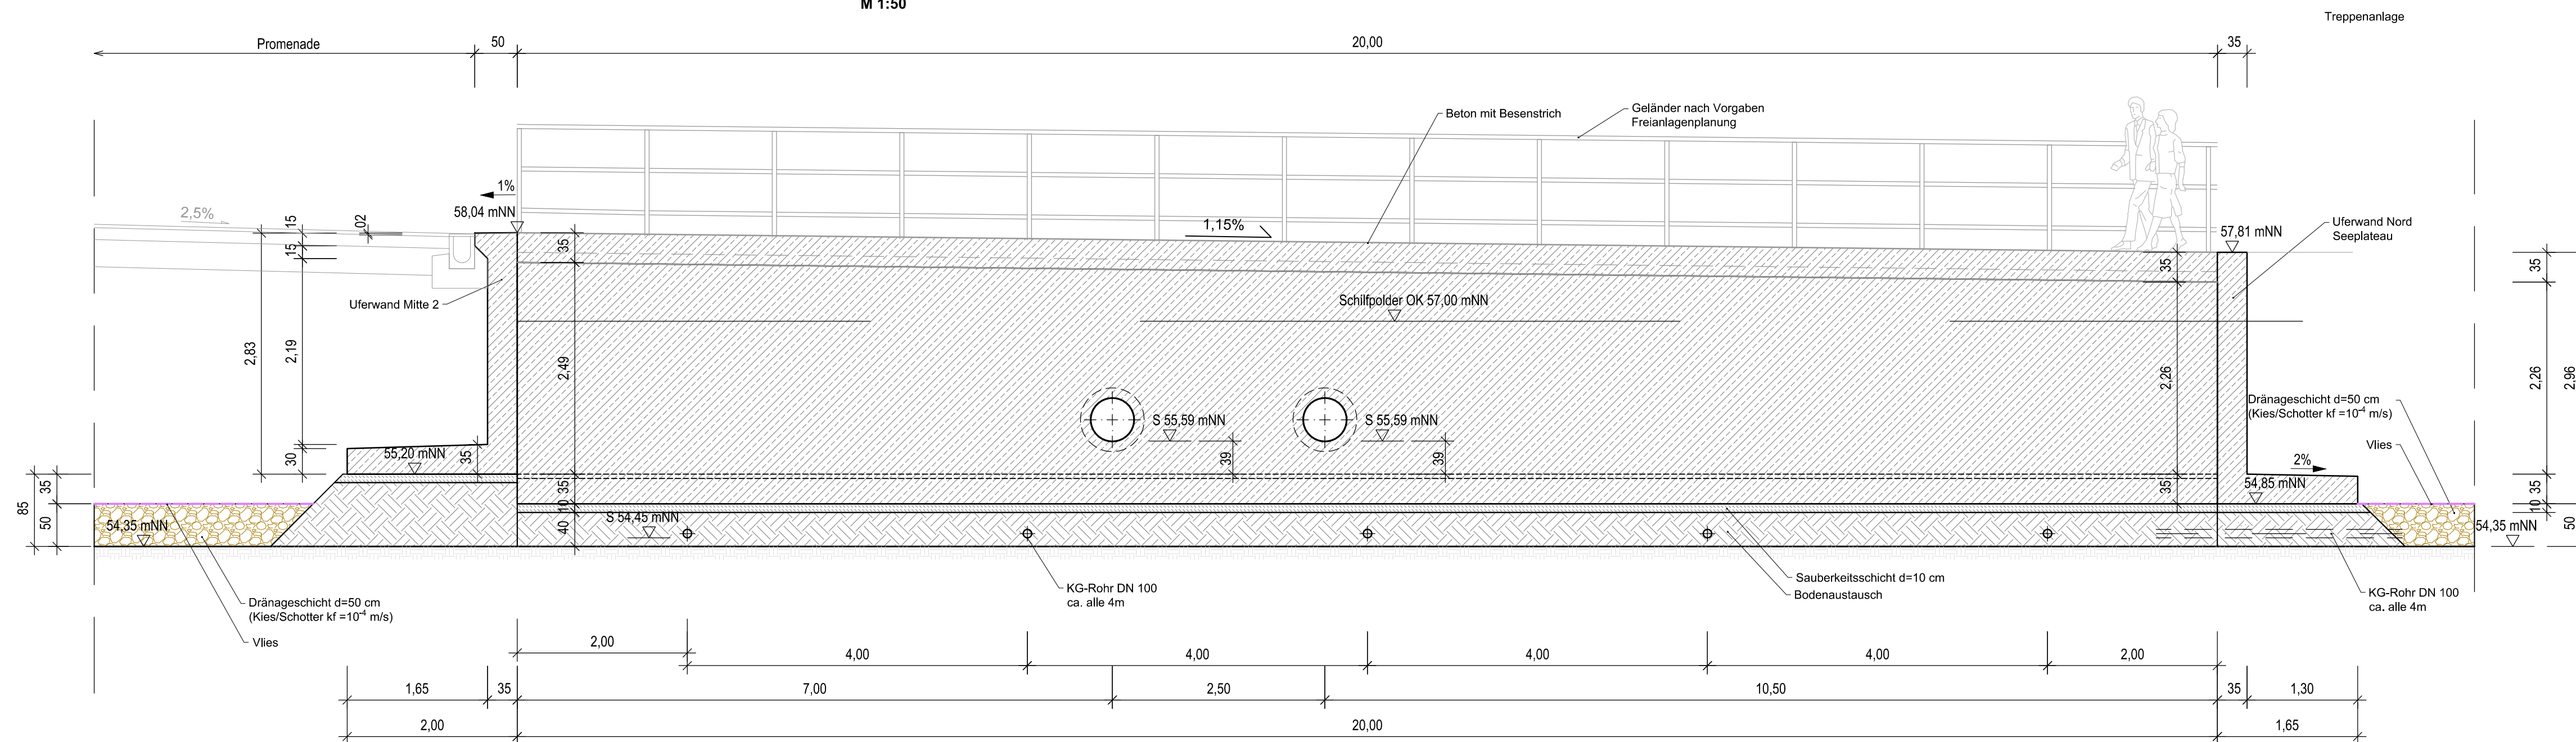 M 1:50
Treppenanlage
Promenade
50
20,00
35
Beton mit Besenstrich
Geländer nach Vorgaben
Freianlagenplanung
1%
58,04 mNN
2,5%
15
,02
15
35
1,15%
57,81 mNN
Uferwand Nord
Seeplateau
35
35
Uferwand Mitte 2
Schilfpolder OK 57,00 mNN
2,83
2,19
2,49
2,26
2,26
2,96
Dränageschicht d=50 cm
(Kies/Schotter kf =10-4 m/s)
Vlies
S 55,59 mNN
S 55,59 mNN
39
39
30
55,20 mNN
35
2%
85
35
50
54,35 mNN
35
10
40
S 54,45 mNN
35
54,85 mNN
35
10
50
54,35 mNN
Sauberkeitsschicht d=10 cm
Bodenaustausch
KG-Rohr DN 100
ca. alle 4m
KG-Rohr DN 100
ca. alle 4m
Dränageschicht d=50 cm
(Kies/Schotter kf =10-4 m/s)
Vlies
2,00
4,00
4,00
4,00
4,00
2,00
1,65
35
7,00
2,50
10,50
35
1,30
2,00
20,00
1,65